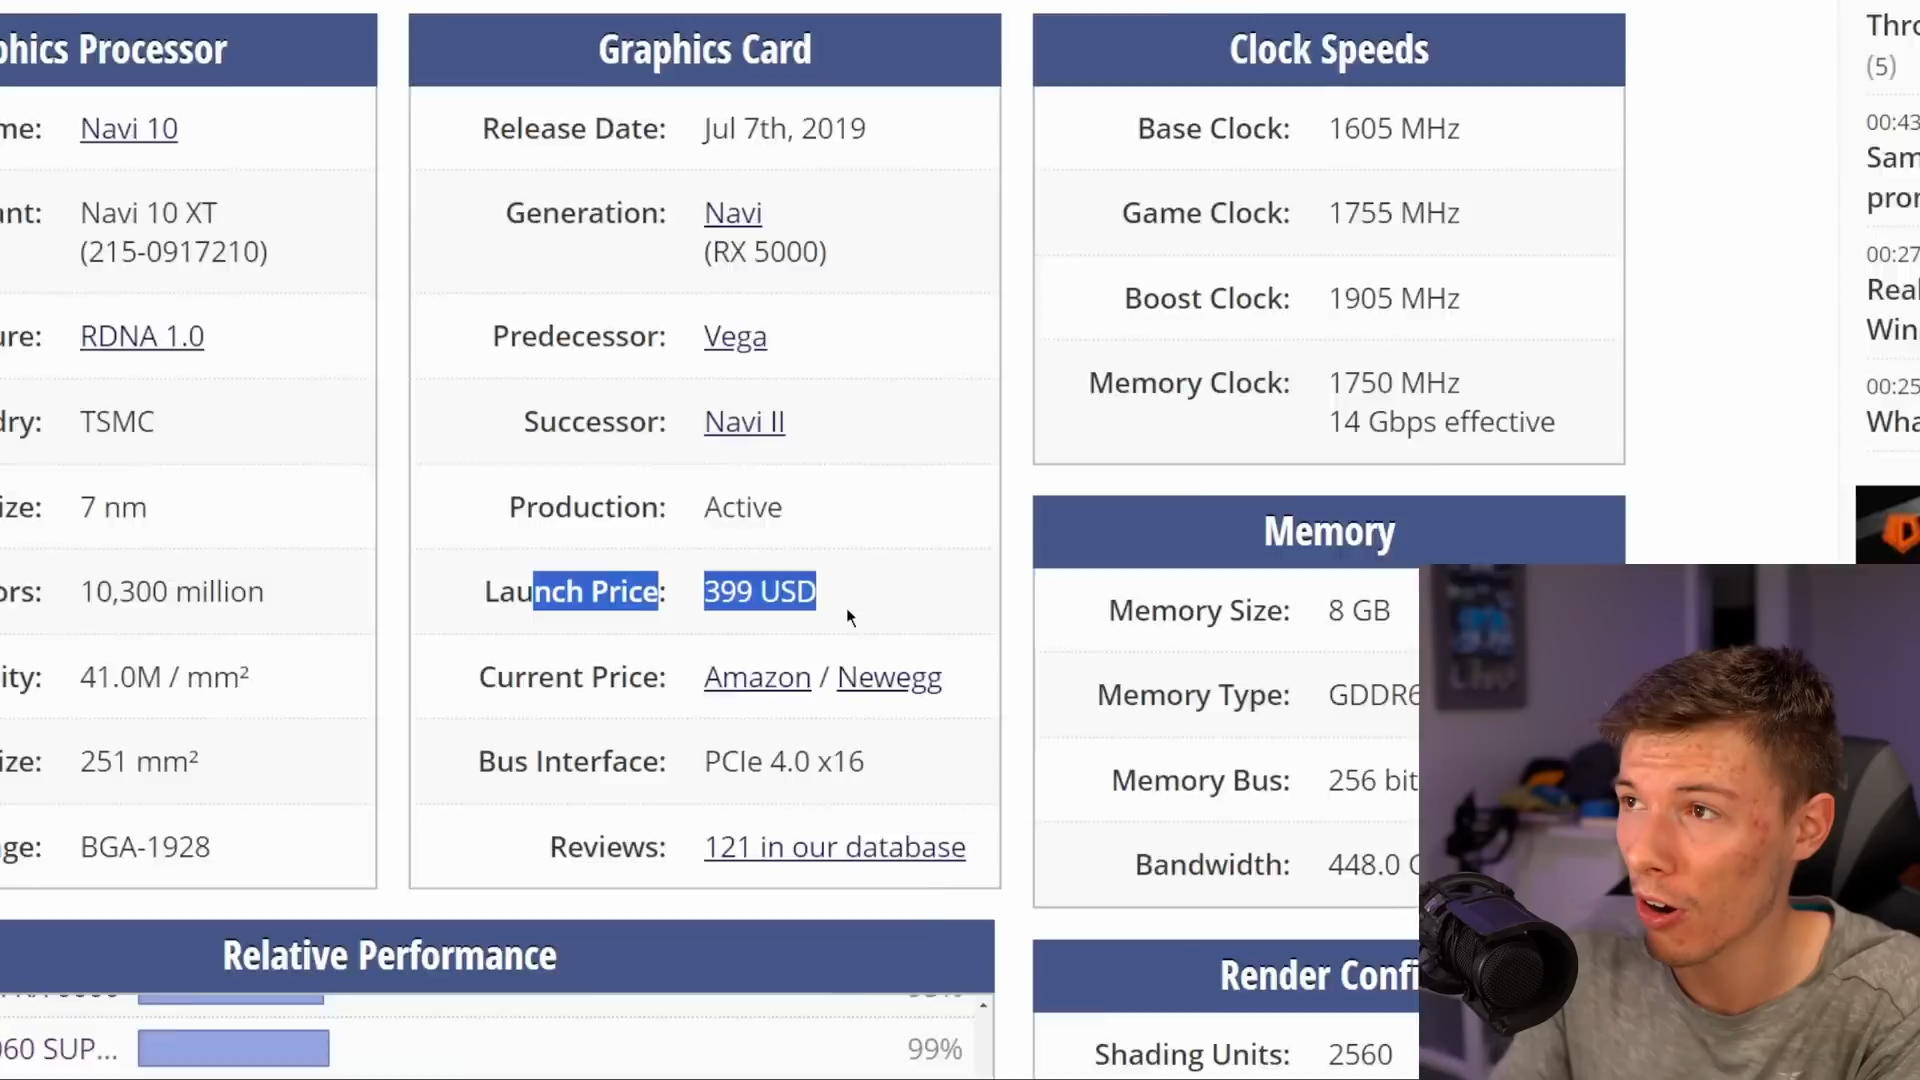 phics Processor
me: Navi 10
ant: Navi 10 XT
(215-0917210)
ure: RDNA 1.0
dry: TSMC
ize: 7 nm
ors: 10,300 million
ity: 41.0M / mm²
ize: 251 mm²
ge: BGA-1928
Graphics Card
Release Date: Jul 7th, 2019
Generation: Navi
(RX 5000)
Predecessor: Vega
Successor: Navi II
Production: Active
Launch Price: 399 USD
Current Price: Amazon / Newegg
Bus Interface: PCIe 4.0 x16
Reviews: 121 in our database
Relative Performance
060 SUP... 99%
Clock Speeds
Base Clock: 1605 MHz
Game Clock: 1755 MHz
Boost Clock: 1905 MHz
Memory Clock: 1750 MHz
14 Gbps effective
Memory
Memory Size: 8 GB
Memory Type: GDDR6
Memory Bus: 256 bit
Bandwidth: 448.0
Render Confi
Shading Units: 2560
Thro
(5)
00:43
Sam
pron
00:27
Real
Win
00:25
Wha